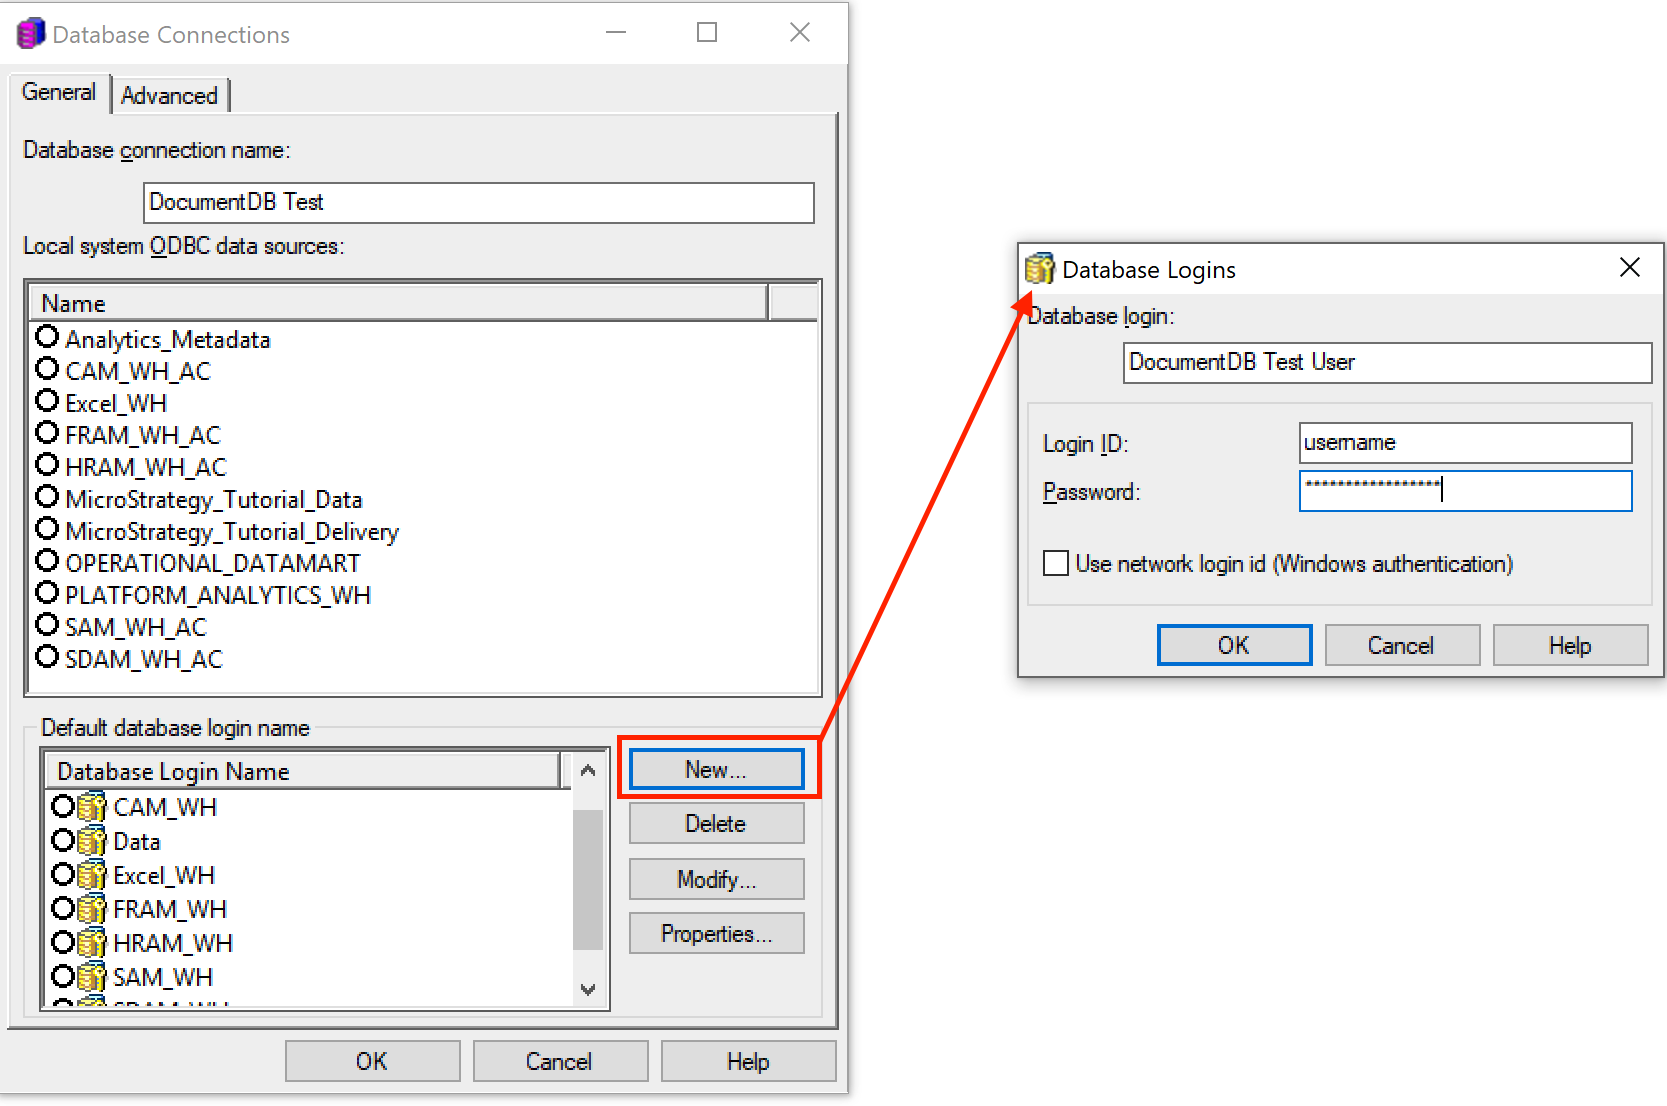 Database Connections
General
Advanced
Database connection name:
DocumentDB Test
Local system ODBC data sources:
Name
Analytics_Metadata
CAM_WH_AC
Excel_WH
FRAM_WH_AC
HRAM_WH_AC
MicroStrategy_Tutorial_Data
MicroStrategy_Tutorial_Delivery
OPERATIONAL_DATAMART
PLATFORM_ANALYTICS_WH
SAM_WH_AC
SDAM_WH_AC
Default database login name
Database Login Name
CAM_WH
Data
Excel_WH
FRAM_WH
HRAM_WH
SAM_WH
New...
Delete
Modify...
Properties...
OK
Cancel
Help
Database Logins
Database login:
DocumentDB Test User
Login ID:
username
Password:
*****************
Use network login id (Windows authentication)
OK
Cancel
Help